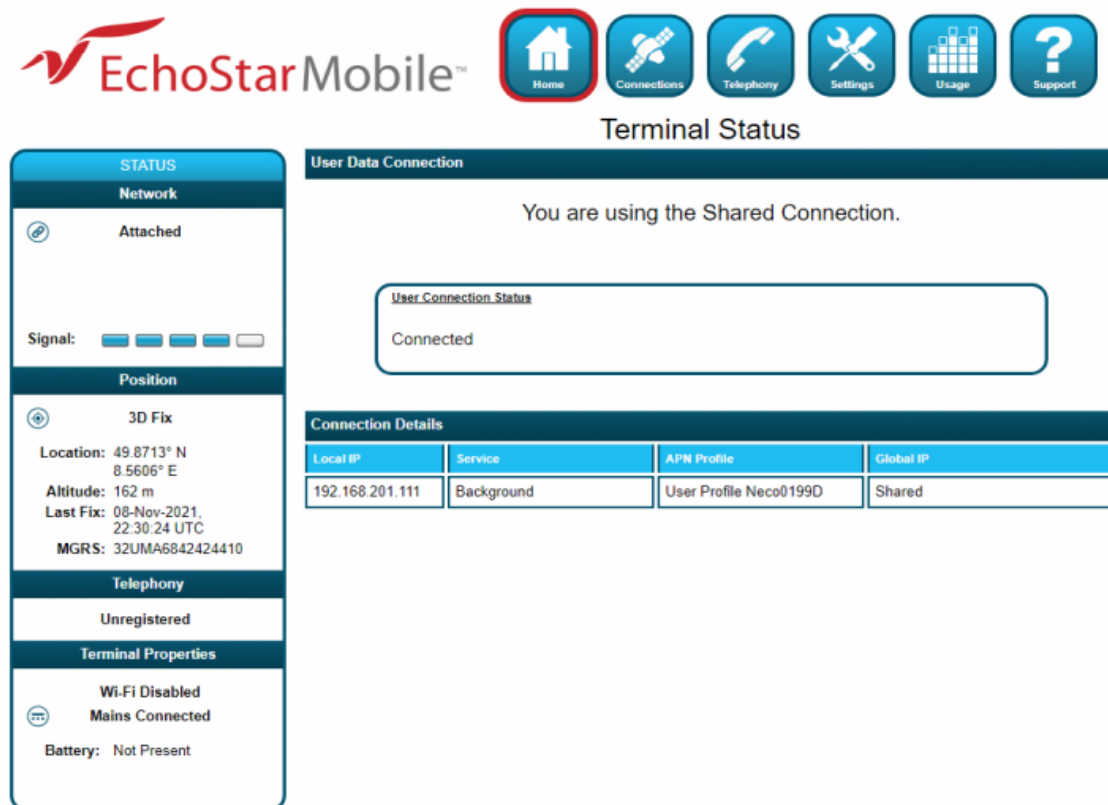 EchoStar Mobile™
Home
Connections
Telephony
Settings
Usage
Support
Terminal Status
STATUS
Network
Attached
Signal:
Position
3D Fix
Location: 49.8713° N
8.5606° E
Altitude: 162 m
Last Fix: 08-Nov-2021,
22:30:24 UTC
MGRS: 32UMA6842424410
Telephony
Unregistered
Terminal Properties
Wi-Fi Disabled
Mains Connected
Battery: Not Present
User Data Connection
You are using the Shared Connection.
User Connection Status
Connected
Connection Details
Local IP Service APN Profile Global IP
192.168.201.111 Background User Profile Neco0199D Shared